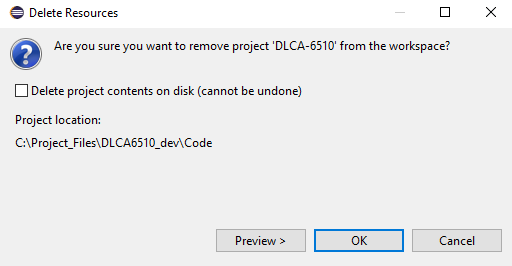 Delete Resources
Are you sure you want to remove project 'DLCA-6510' from the workspace?
Delete project contents on disk (cannot be undone)
Project location:
C:\Project_Files\DLCA6510_dev\Code
Preview >
OK
Cancel